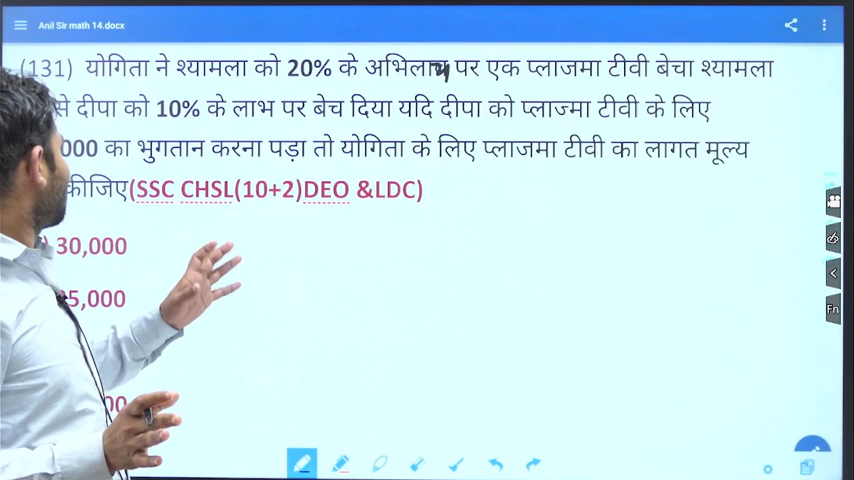 Anil Sir math 14.docx
(131) योगिता ने श्यामला को 20% के अभिलाभ पर एक प्लाजमा टीवी बेचा श्यामला
से दीपा को 10% के लाभ पर बेच दिया यदि दीपा को प्लाज्मा टीवी के लिए
000 का भुगतान करना पड़ा तो योगिता के लिए प्लाजमा टीवी का लागत मूल्य
कीजिए(SSC CHSL(10+2)DEO &LDC)
30,000
5,000
00
Fn